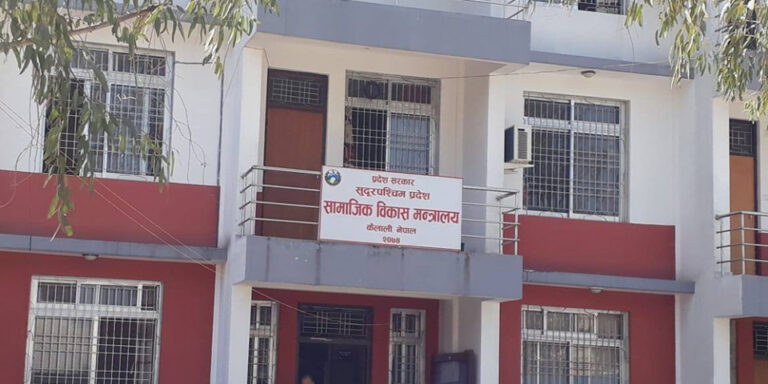 प्रदेश सरकार
सुदूरपश्चिम प्रदेश
सामाजिक विकास मन्त्रालय
कैलाली, नेपाल
२०७४